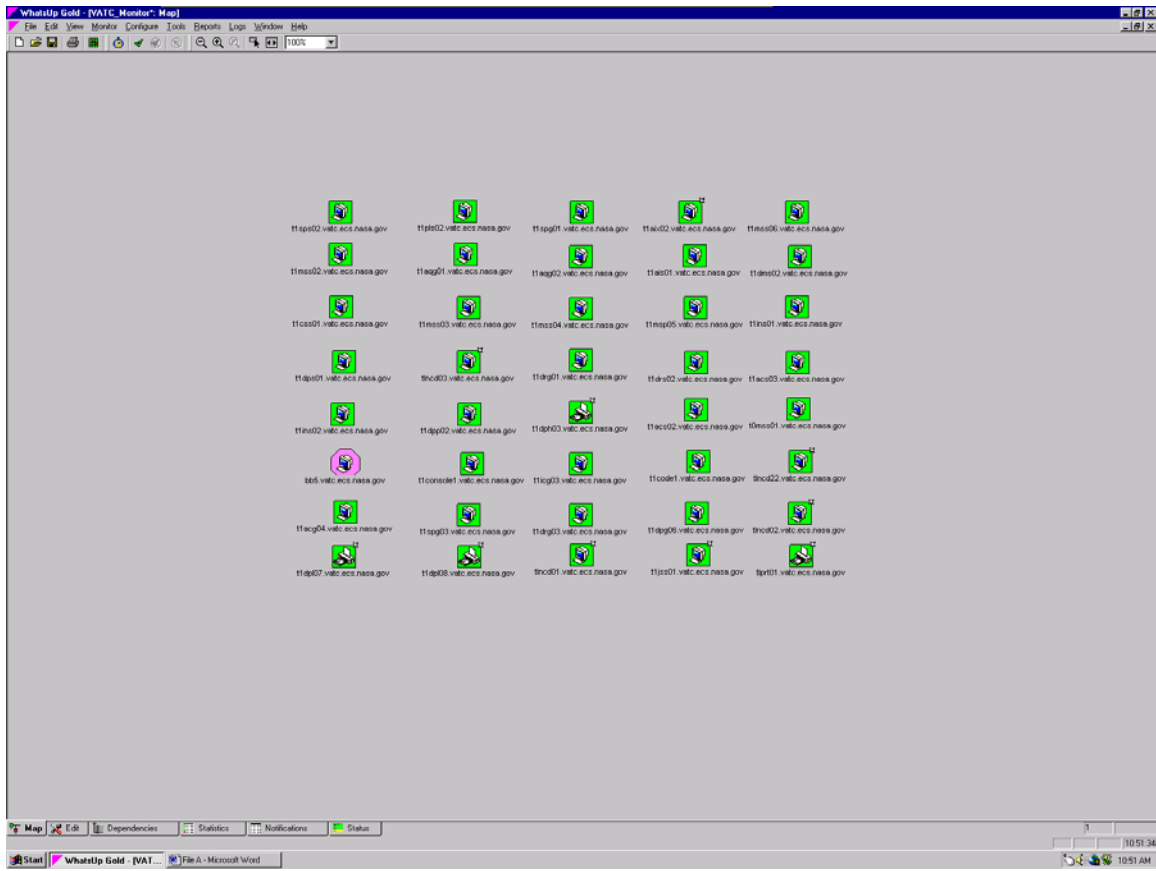 WhatsUp Gold - [VATC_Monitor*: Map]
File Edit View Monitor Configure Tools Reports Logs Window Help
100%
t1sps02.vatc.ecs.nasa.gov t1pls02.vatc.ecs.nasa.gov t1spg01.vatc.ecs.nasa.gov t1aix02.vatc.ecs.nasa.gov t1mss06.vatc.ecs.nasa.gov
t1mss02.vatc.ecs.nasa.gov t1aqg01.vatc.ecs.nasa.gov t1aqg02.vatc.ecs.nasa.gov t1ais01.vatc.ecs.nasa.gov t1dms02.vatc.ecs.nasa.gov
t1css01.vatc.ecs.nasa.gov t1mss03.vatc.ecs.nasa.gov t1mss04.vatc.ecs.nasa.gov t1msp05.vatc.ecs.nasa.gov t1ins01.vatc.ecs.nasa.gov
t1dps01.vatc.ecs.nasa.gov tlncd03.vatc.ecs.nasa.gov t1drg01.vatc.ecs.nasa.gov t1drs02.vatc.ecs.nasa.gov t1acs03.vatc.ecs.nasa.gov
t1ins02.vatc.ecs.nasa.gov t1dpp02.vatc.ecs.nasa.gov t1dph03.vatc.ecs.nasa.gov t1acs02.vatc.ecs.nasa.gov t0mss01.vatc.ecs.nasa.gov
bb5.vatc.ecs.nasa.gov t1console1.vatc.ecs.nasa.gov t1icg03.vatc.ecs.nasa.gov t1code1.vatc.ecs.nasa.gov tlncd22.vatc.ecs.nasa.gov
t1acg04.vatc.ecs.nasa.gov t1spg03.vatc.ecs.nasa.gov t1drg03.vatc.ecs.nasa.gov t1dpg06.vatc.ecs.nasa.gov tlncd02.vatc.ecs.nasa.gov
t1dpl07.vatc.ecs.nasa.gov t1dpl08.vatc.ecs.nasa.gov tlncd01.vatc.ecs.nasa.gov t1jss01.vatc.ecs.nasa.gov tlprt01.vatc.ecs.nasa.gov
Map Edit Dependencies Statistics Notifications Status 1
10:51:34
Start WhatsUp Gold - [VAT... File A - Microsoft Word 10:51 AM